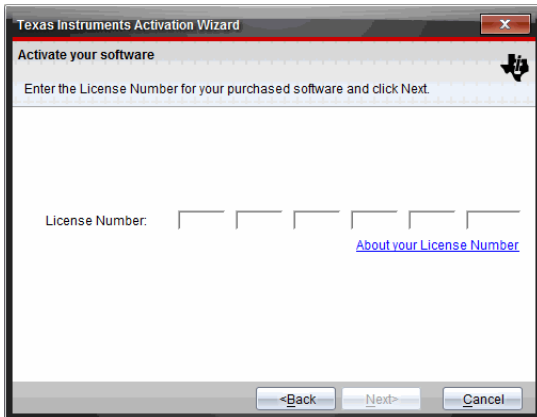 Texas Instruments Activation Wizard
Activate your software
Enter the License Number for your purchased software and click Next.
License Number:
About your License Number
<Back
Next>
Cancel